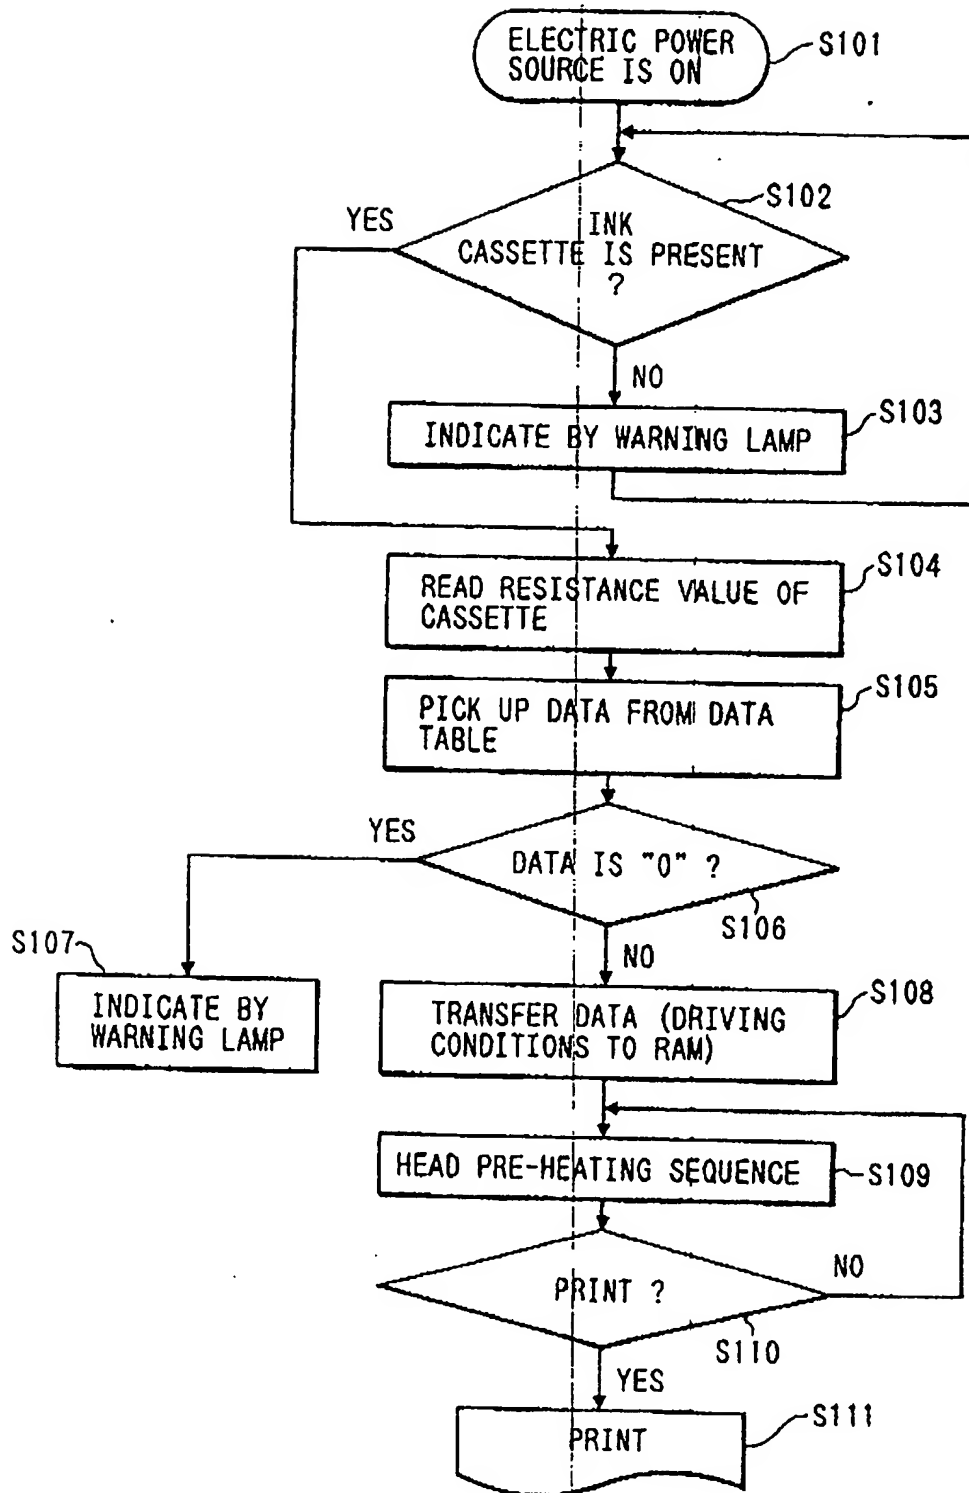 ELECTRIC POWER
SOURCE IS ON
S101
S102
YES
INK
CASSETTE IS PRESENT
?
NO
S103
INDICATE BY WARNING LAMP
S104
READ RESISTANCE VALUE OF
CASSETTE
S105
PICK UP DATA FROM DATA
TABLE
YES
DATA IS "0" ?
S106
NO
S107
INDICATE BY
WARNING LAMP
S108
TRANSFER DATA (DRIVING
CONDITIONS TO RAM)
HEAD PRE-HEATING SEQUENCE
S109
PRINT ?
NO
S110
YES
S111
PRINT